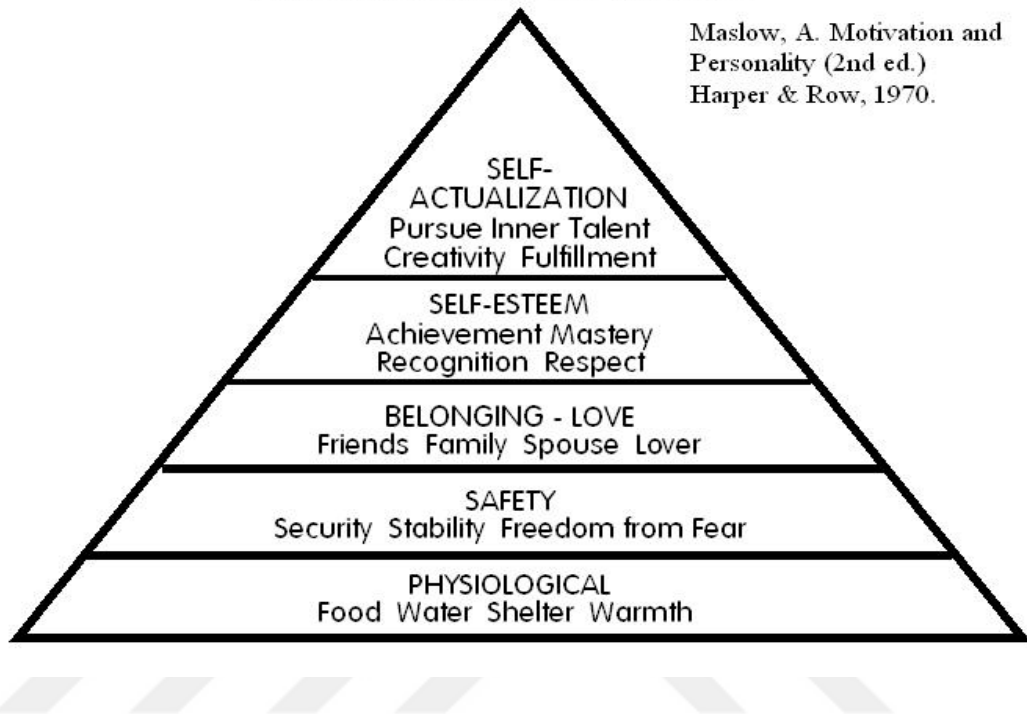 Maslow, A. Motivation and
Personality (2nd ed.)
Harper & Row, 1970.
SELF-
ACTUALIZATION
Pursue Inner Talent
Creativity Fulfillment
SELF-ESTEEM
Achievement Mastery
Recognition Respect
BELONGING - LOVE
Friends Family Spouse Lover
SAFETY
Security Stability Freedom from Fear
PHYSIOLOGICAL
Food Water Shelter Warmth